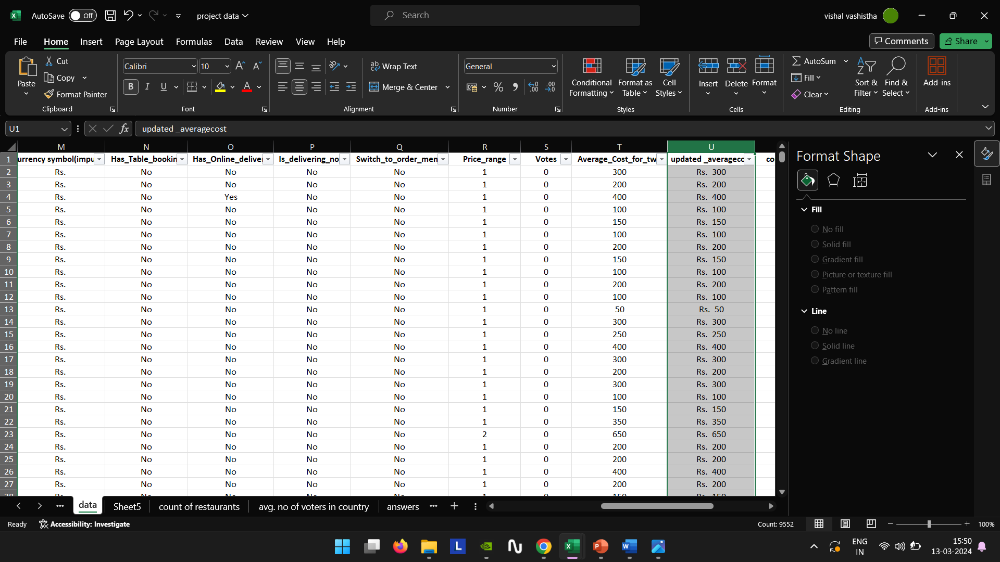 AutoSave Off project data Search vishal vashistha
File Home Insert Page Layout Formulas Data Review View Help Comments Share
Paste Cut Copy Format Painter Clipboard
Calibri 10 B I U A Font
Wrap Text Merge & Center Alignment
General % Number
Conditional Formatting Format as Table Cell Styles Styles
Insert Delete Format Cells
AutoSum Fill Clear Sort & Filter Find & Select Editing
Add-ins Add-ins
U1 fx updated _averagecost
M N O P Q R S T U
1 urrency symbol(impu Has_Table_bookin Has_Online_deliver Is_delivering_no Switch_to_order_men Price_range Votes Average_Cost_for_tw updated _averagecc co
2 Rs. No No No No 1 0 300 Rs. 300
3 Rs. No No No No 1 0 200 Rs. 200
4 Rs. No Yes No No 1 0 400 Rs. 400
5 Rs. No No No No 1 0 100 Rs. 100
6 Rs. No No No No 1 0 150 Rs. 150
7 Rs. No No No No 1 0 100 Rs. 100
8 Rs. No No No No 1 0 200 Rs. 200
9 Rs. No No No No 1 0 150 Rs. 150
10 Rs. No No No No 1 0 100 Rs. 100
11 Rs. No No No No 1 0 200 Rs. 200
12 Rs. No No No No 1 0 100 Rs. 100
13 Rs. No No No No 1 0 50 Rs. 50
14 Rs. No No No No 1 0 300 Rs. 300
15 Rs. No No No No 1 0 250 Rs. 250
16 Rs. No No No No 1 0 400 Rs. 400
17 Rs. No No No No 1 0 300 Rs. 300
18 Rs. No No No No 1 0 200 Rs. 200
19 Rs. No No No No 1 0 300 Rs. 300
20 Rs. No No No No 1 0 100 Rs. 100
21 Rs. No No No No 1 0 150 Rs. 150
22 Rs. No No No No 1 0 350 Rs. 350
23 Rs. No No No No 2 0 650 Rs. 650
24 Rs. No No No No 1 0 200 Rs. 200
25 Rs. No No No No 1 0 200 Rs. 200
26 Rs. No No No No 1 0 400 Rs. 400
27 Rs. No No No No 1 0 200 Rs. 200
Format Shape
Fill
No fill
Solid fill
Gradient fill
Picture or texture fill
Pattern fill
Line
No line
Solid line
Gradient line
data Sheet5 count of restaurants avg. no of voters in country answers
Ready Accessibility: Investigate Count: 9552 100%
ENG IN 15:50 13-03-2024